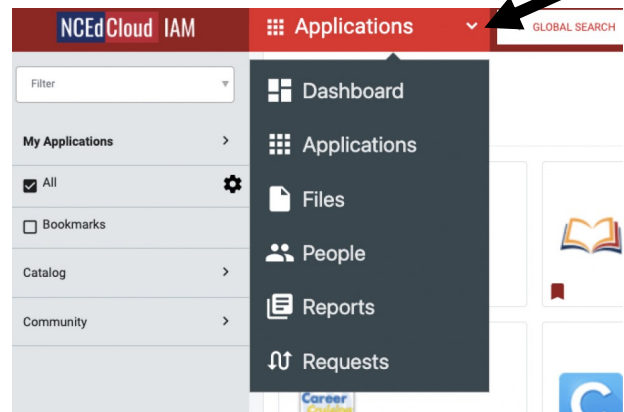 NCEdCloud IAM
Applications
GLOBAL SEARCH
Filter
My Applications
All
Bookmarks
Catalog
Community
Dashboard
Applications
Files
People
Reports
Requests
Career
Cruising